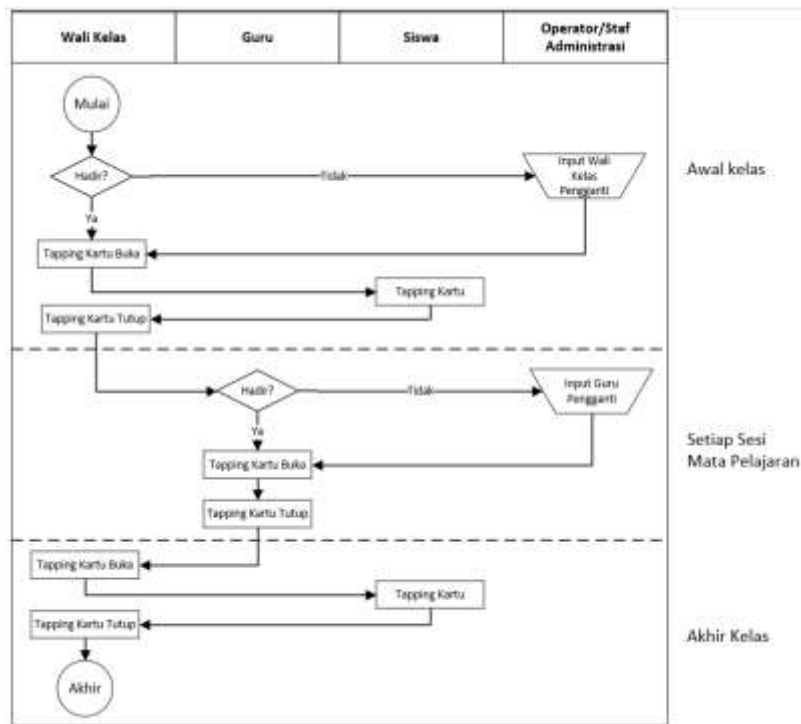 Wali Kelas
Guru
Siswa
Operator/Staf
Administrasi
Mulai
Hadir?
Tidak
Input Wali
Kelas
Pengganti
Awal kelas
Ya
Tapping Kartu Buka
Tapping Kartu
Tapping Kartu Tutup
Hadir?
Tidak
Input Guru
Pengganti
Ya
Setiap Sesi
Mata Pelajaran
Tapping Kartu Buka
Tapping Kartu Tutup
Tapping Kartu Buka
Tapping Kartu
Tapping Kartu Tutup
Akhir Kelas
Akhir